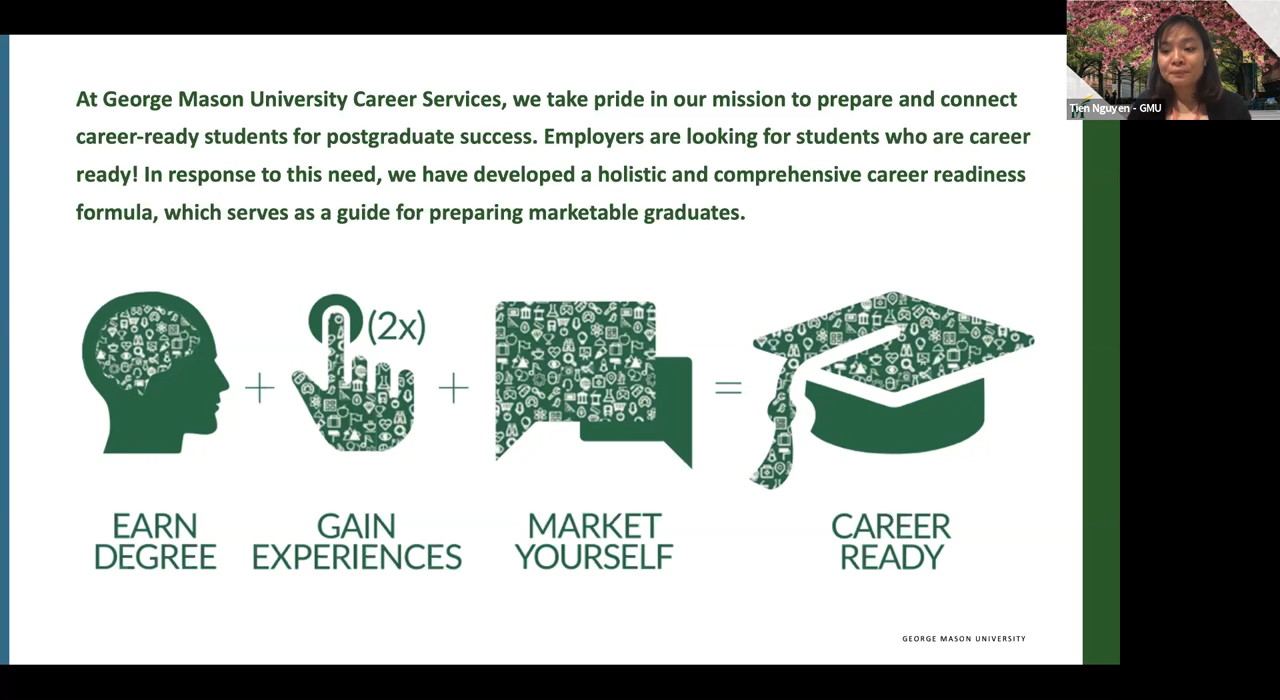 At George Mason University Career Services, we take pride in our mission to prepare and connect
career-ready students for postgraduate success. Employers are looking for students who are career
ready! In response to this need, we have developed a holistic and comprehensive career readiness
formula, which serves as a guide for preparing marketable graduates.
Tien Nguyen - GMU
(2x)
+
+
=
EARN
DEGREE
GAIN
EXPERIENCES
MARKET
YOURSELF
CAREER
READY
GEORGE MASON UNIVERSITY